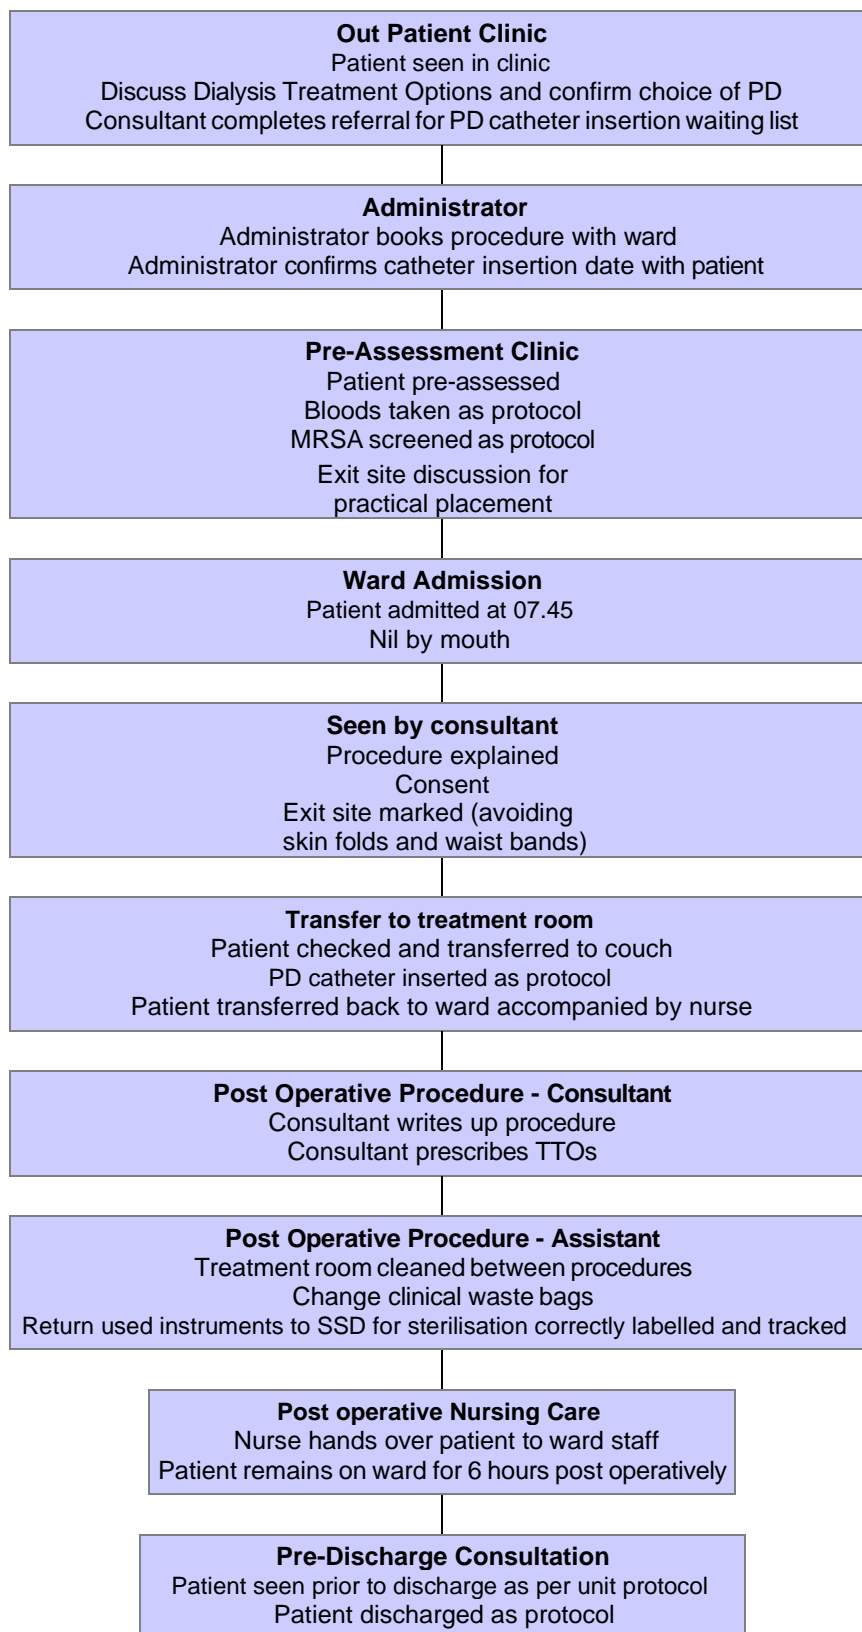 Out Patient Clinic
Patient seen in clinic
Discuss Dialysis Treatment Options and confirm choice of PD
Consultant completes referral for PD catheter insertion waiting list
Administrator
Administrator books procedure with ward
Administrator confirms catheter insertion date with patient
Pre-Assessment Clinic
Patient pre-assessed
Bloods taken as protocol
MRSA screened as protocol
Exit site discussion for
practical placement
Ward Admission
Patient admitted at 07.45
Nil by mouth
Seen by consultant
Procedure explained
Consent
Exit site marked (avoiding
skin folds and waist bands)
Transfer to treatment room
Patient checked and transferred to couch
PD catheter inserted as protocol
Patient transferred back to ward accompanied by nurse
Post Operative Procedure - Consultant
Consultant writes up procedure
Consultant prescribes TTOs
Post Operative Procedure - Assistant
Treatment room cleaned between procedures
Change clinical waste bags
Return used instruments to SSD for sterilisation correctly labelled and tracked
Post operative Nursing Care
Nurse hands over patient to ward staff
Patient remains on ward for 6 hours post operatively
Pre-Discharge Consultation
Patient seen prior to discharge as per unit protocol
Patient discharged as protocol